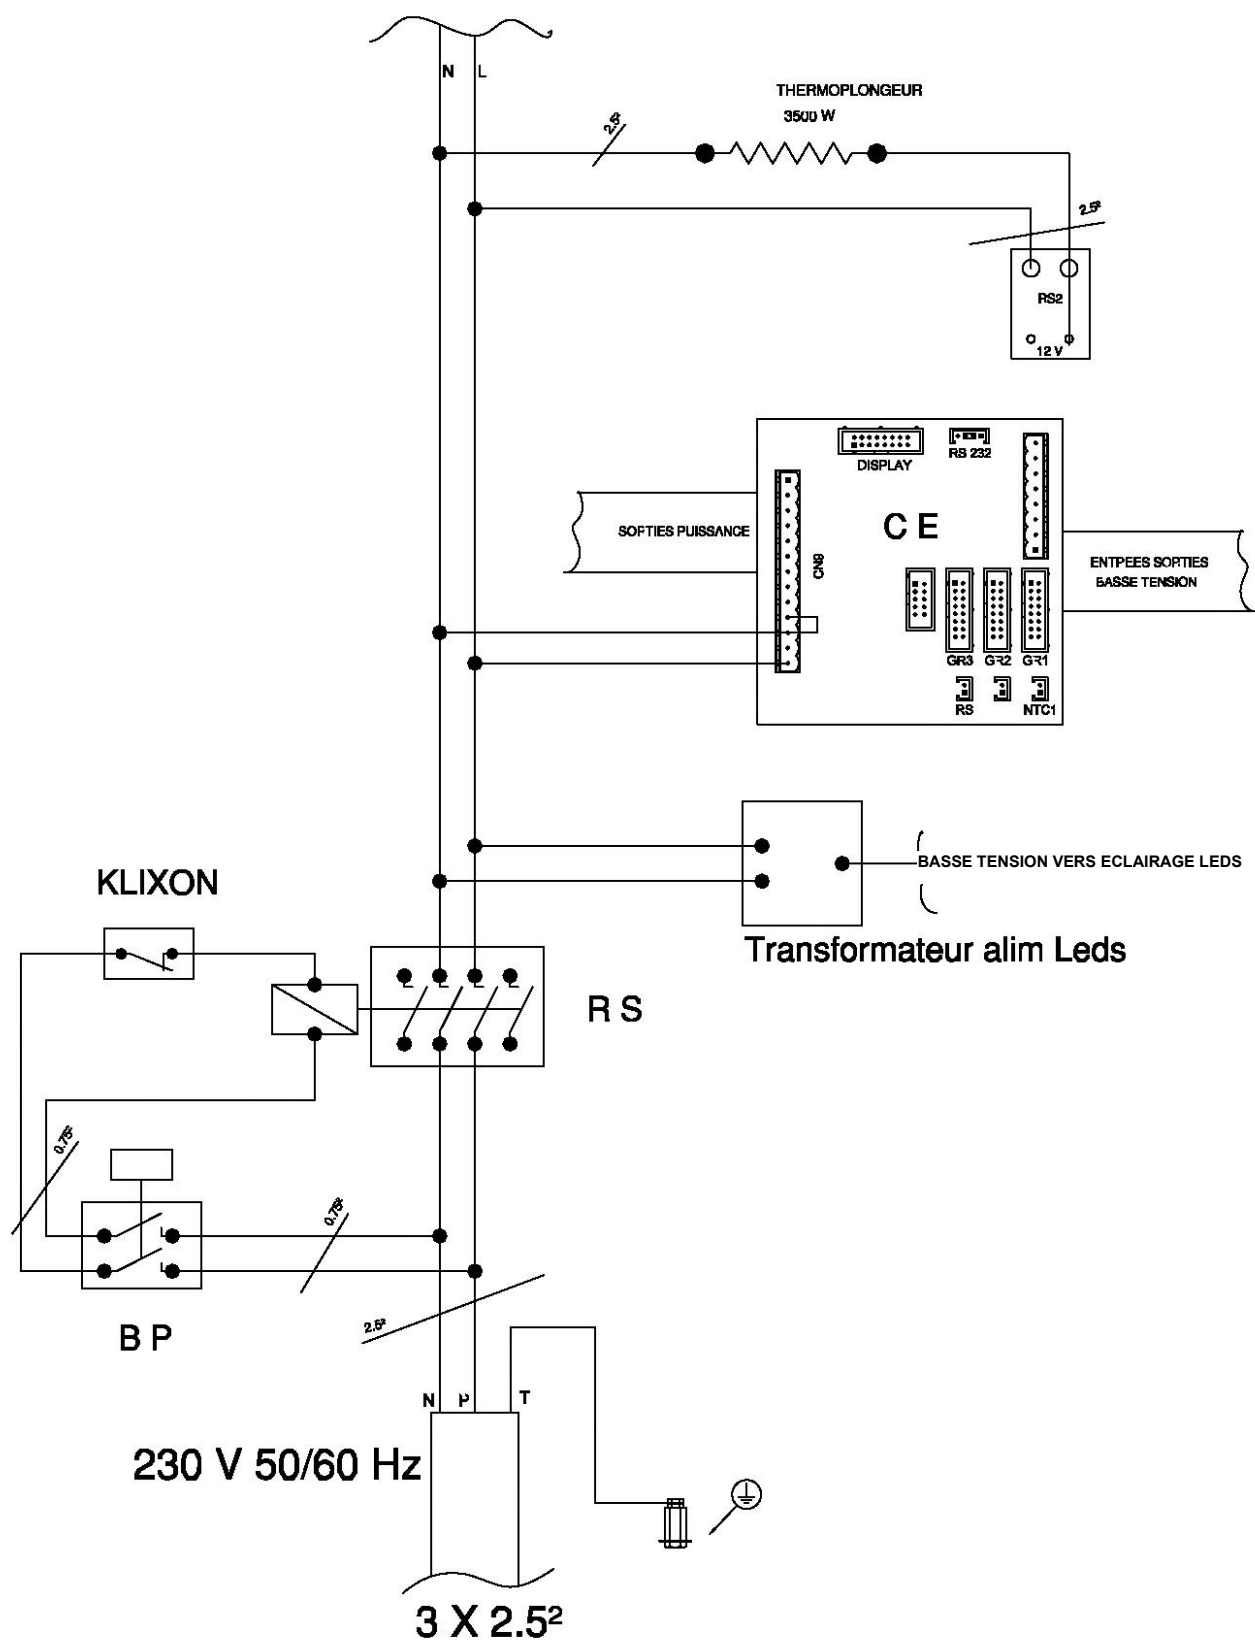 N L
THERMOPLONGEUR
3500 W
2.5²
2.5²
RS2
12 V
DISPLAY
RS 232
SOFTIES PUISSANCE
C E
CN9
ENTPEES SOPTIES
BASSE TENSION
GR3 GR2 GR1
RS NTC1
BASSE TENSION VERS ECLAIRAGE LEDS
Transformateur alim Leds
KLIXON
R S
0.75²
0.75²
B P
2.5²
N P T
230 V 50/60 Hz
3 X 2.5²